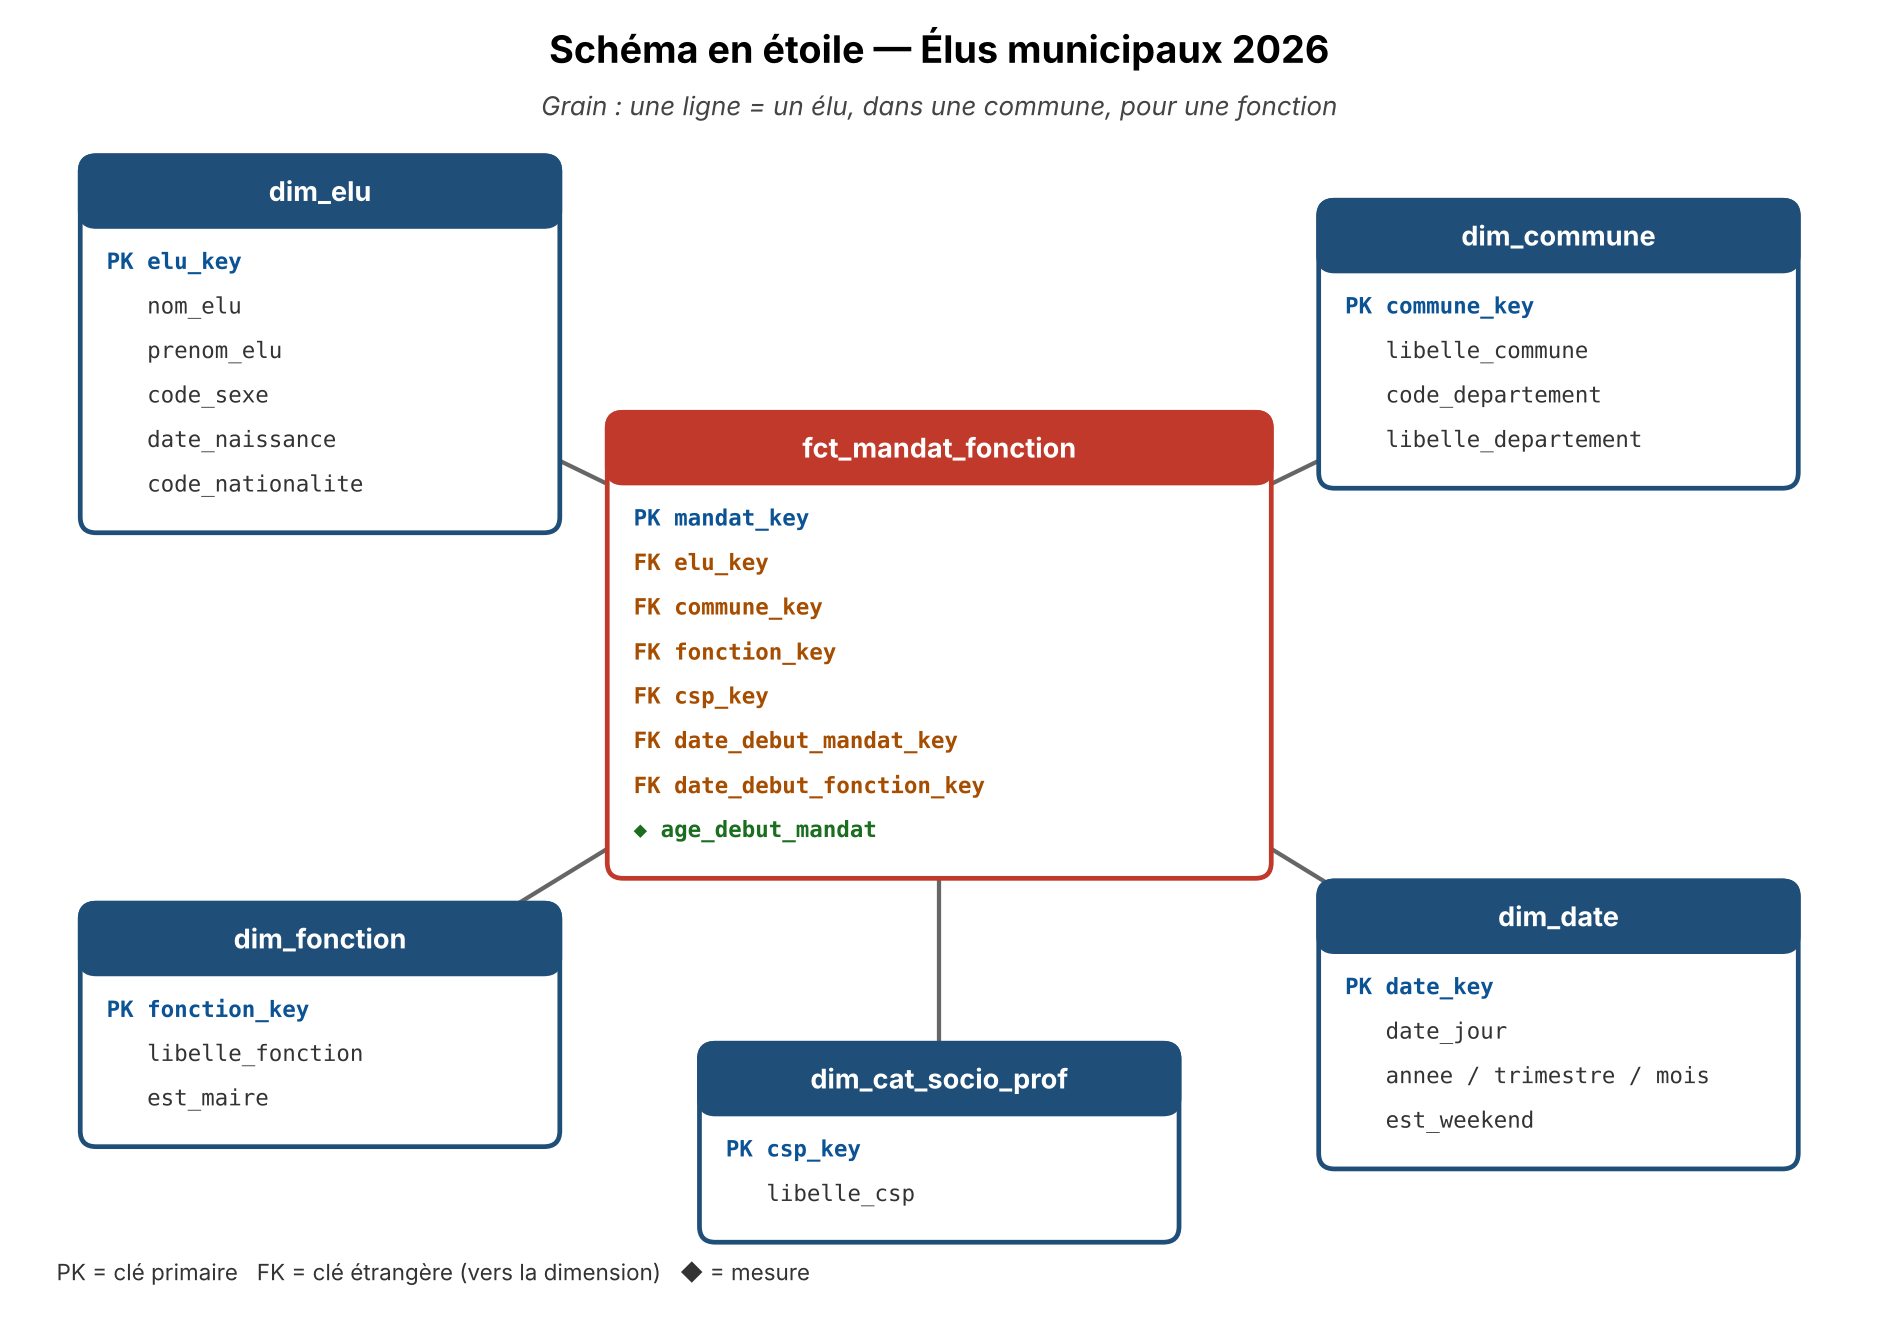 Schéma en étoile — Élus municipaux 2026
Grain : une ligne = un élu, dans une commune, pour une fonction
dim_elu
PK elu_key
nom_elu
prenom_elu
code_sexe
date_naissance
code_nationalite
dim_commune
PK commune_key
libelle_commune
code_departement
libelle_departement
fct_mandat_fonction
PK mandat_key
FK elu_key
FK commune_key
FK fonction_key
FK csp_key
FK date_debut_mandat_key
FK date_debut_fonction_key
◆ age_debut_mandat
dim_fonction
PK fonction_key
libelle_fonction
est_maire
dim_cat_socio_prof
PK csp_key
libelle_csp
dim_date
PK date_key
date_jour
annee / trimestre / mois
est_weekend
PK = clé primaire FK = clé étrangère (vers la dimension) ◆ = mesure